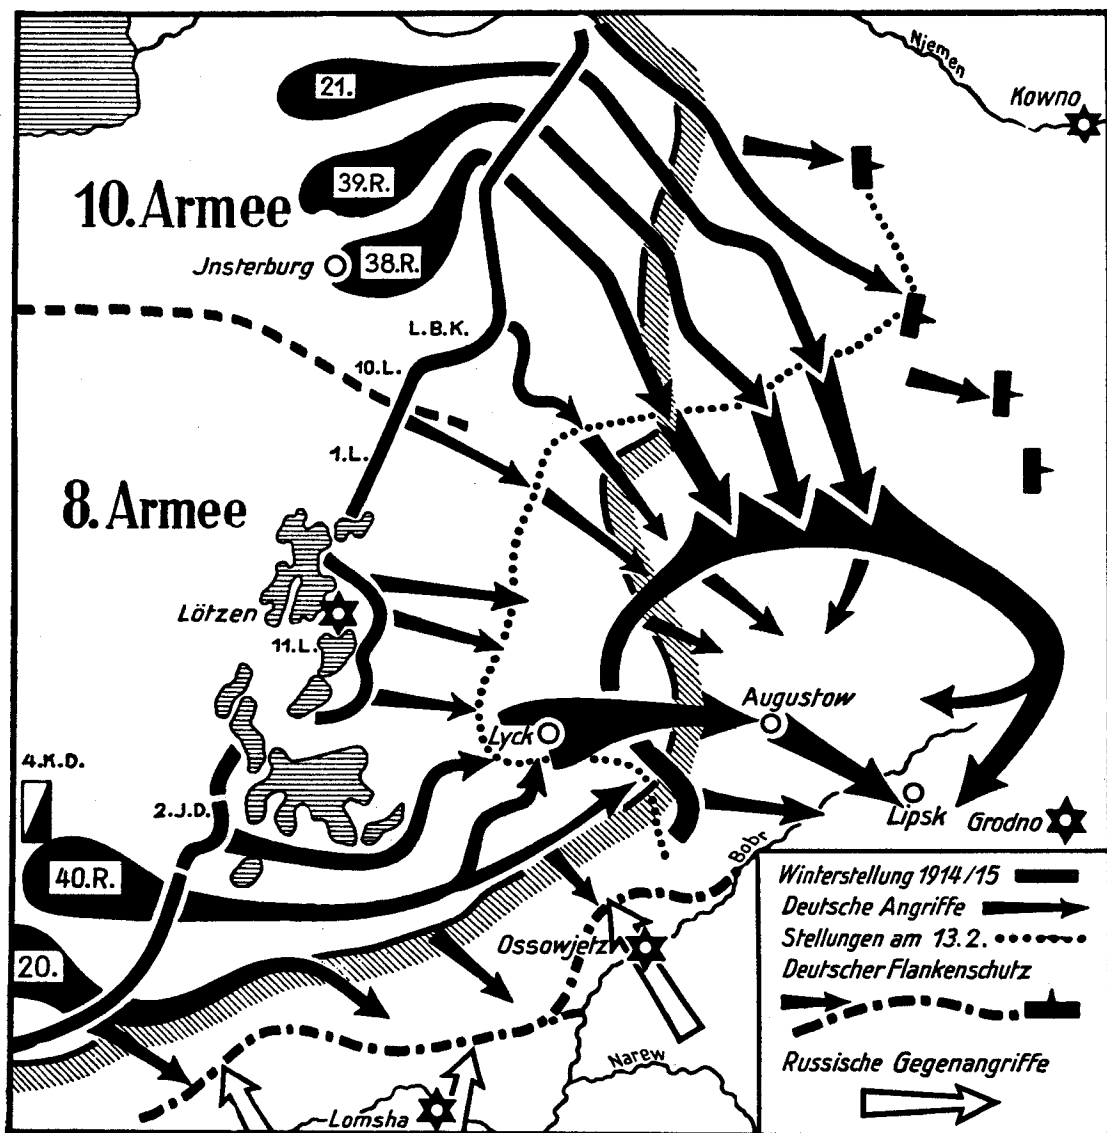 Njemen
Kowno
21.
39.R.
10. Armee
Jnsterburg
38.R.
L.B.K.
10.L.
1.L.
8. Armee
Lötzen
11.L.
Augustow
Lyck
4.K.D.
2.J.D.
Lipsk
Grodno
Bobr
40.R.
Ossowjetz
20.
Narew
Lomsha
Winterstellung 1914/15
Deutsche Angriffe
Stellungen am 13.2.
Deutscher Flankenschutz
Russische Gegenangriffe